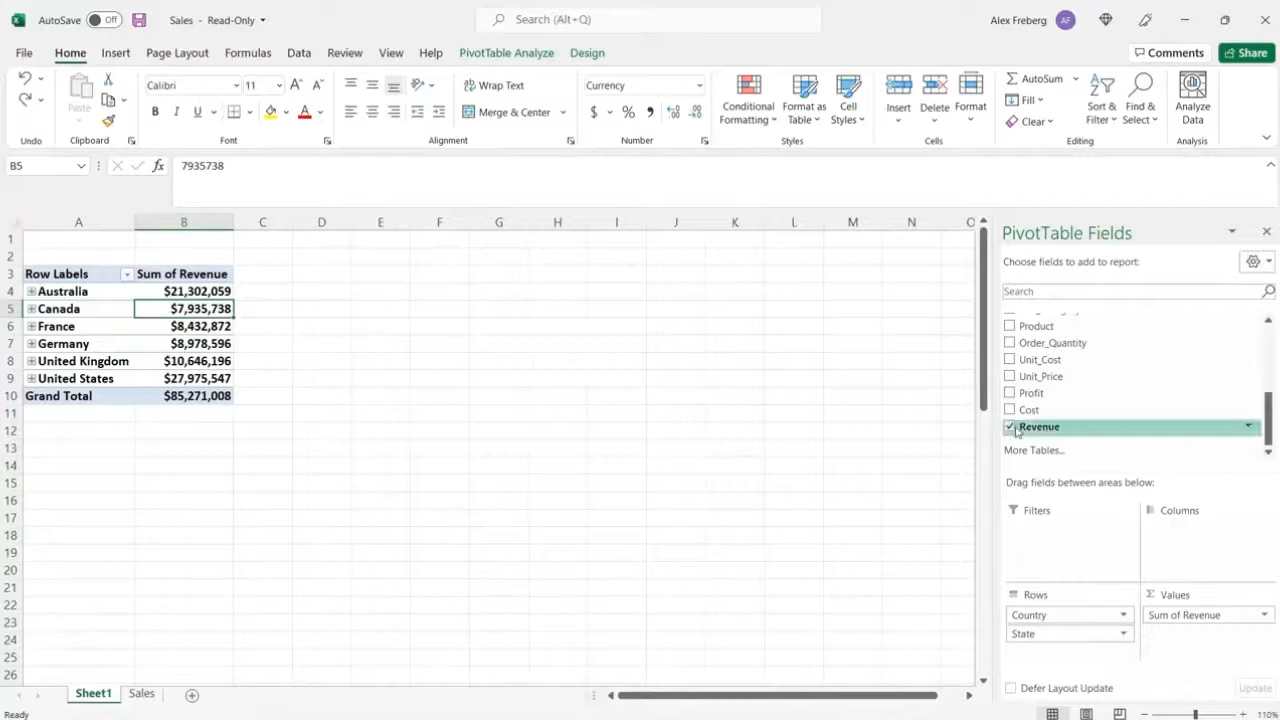 AutoSave Off Sales - Read-Only Search (Alt+Q) Alex Freberg AF
File Home Insert Page Layout Formulas Data Review View Help PivotTable Analyze Design Comments Share
Calibri 11 Wrap Text Currency AutoSum
Paste Merge & Center Conditional Formatting Format as Table Cell Styles Insert Delete Format Fill Sort & Filter Find & Select Analyze Data
Clear
Undo Clipboard Font Alignment Number Styles Cells Editing Analysis
B5 fx 7935738
A B C D E F G H I J K L M N O
1
2
3 Row Labels Sum of Revenue
4 Australia $21,302,059
5 Canada $7,935,738
6 France $8,432,872
7 Germany $8,978,596
8 United Kingdom $10,646,196
9 United States $27,975,547
10 Grand Total $85,271,008
11
12
13
14
15
16
17
18
19
20
21
22
23
24
25
26
PivotTable Fields
Choose fields to add to report:
Search
Product
Order_Quantity
Unit_Cost
Unit_Price
Profit
Cost
Revenue
More Tables...
Drag fields between areas below:
Filters Columns
Rows Σ Values
Country Sum of Revenue
State
Defer Layout Update Update
Sheet1 Sales
Ready 110%